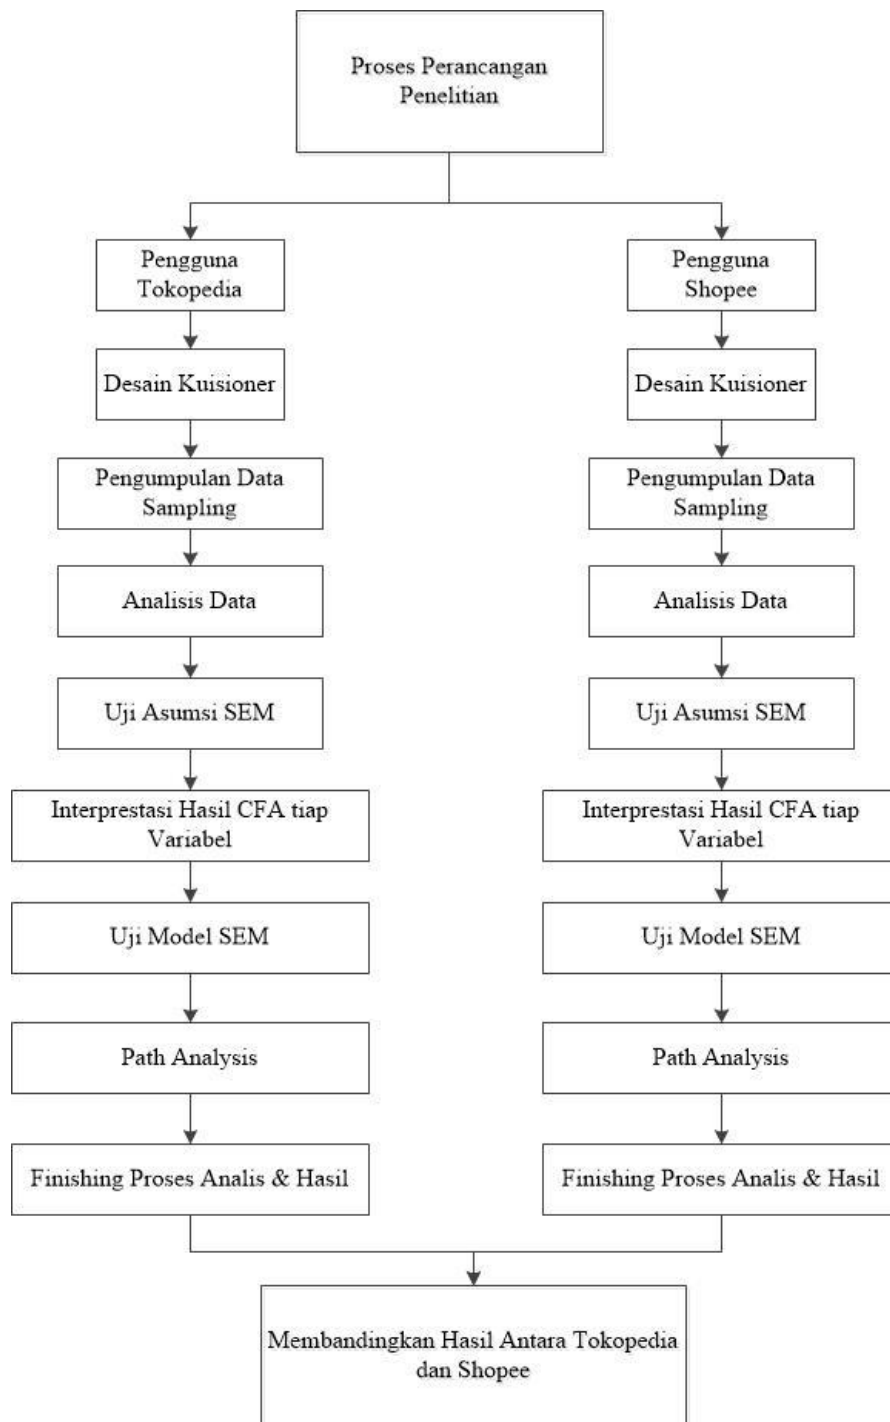 Proses Perancangan
Penelitian
Pengguna
Tokopedia
Pengguna
Shopee
Desain Kuisioner
Desain Kuisioner
Pengumpulan Data
Sampling
Pengumpulan Data
Sampling
Analisis Data
Analisis Data
Uji Asumsi SEM
Uji Asumsi SEM
Interprestasi Hasil CFA tiap
Variabel
Interprestasi Hasil CFA tiap
Variabel
Uji Model SEM
Uji Model SEM
Path Analysis
Path Analysis
Finishing Proses Analis & Hasil
Finishing Proses Analis & Hasil
Membandingkan Hasil Antara Tokopedia
dan Shopee